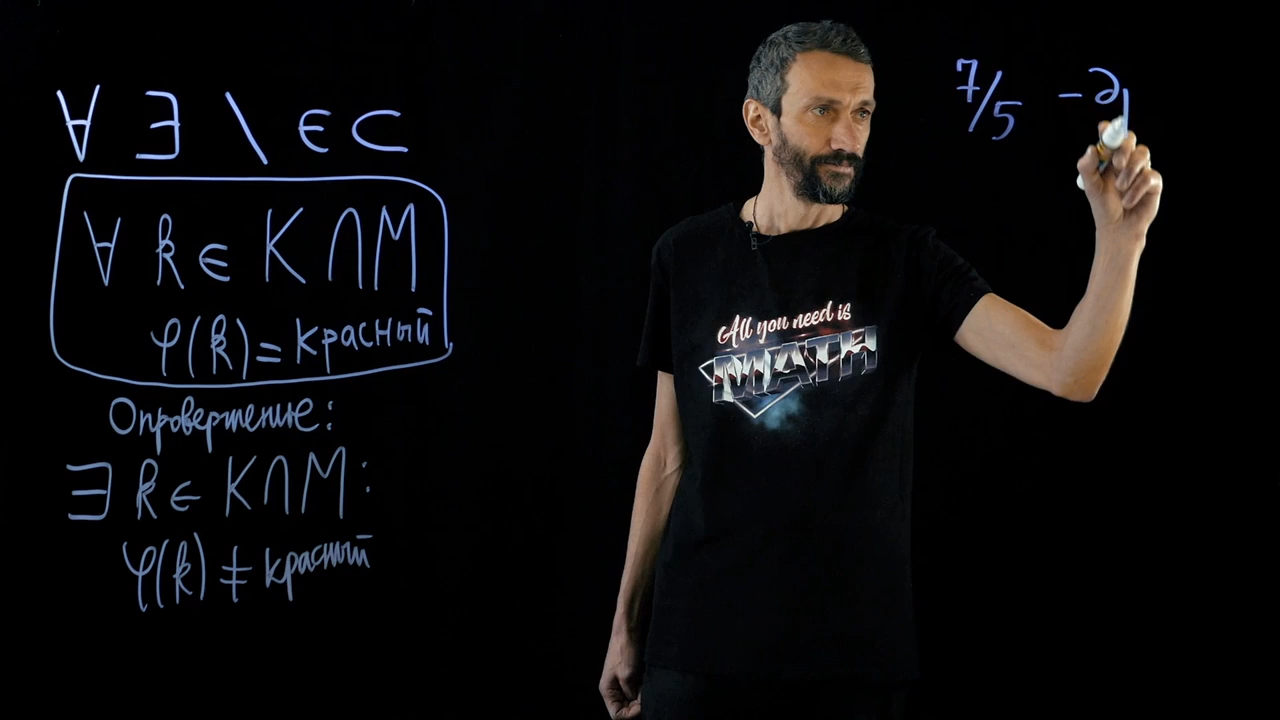 ∀ ∃ \ ∈ ⊂
∀ k ∈ K ∩ M
φ(k) = красный
Опровержение:
∃ k ∈ K ∩ M:
φ(k) ≠ красный
All you need is
MATH
7/5 -2/